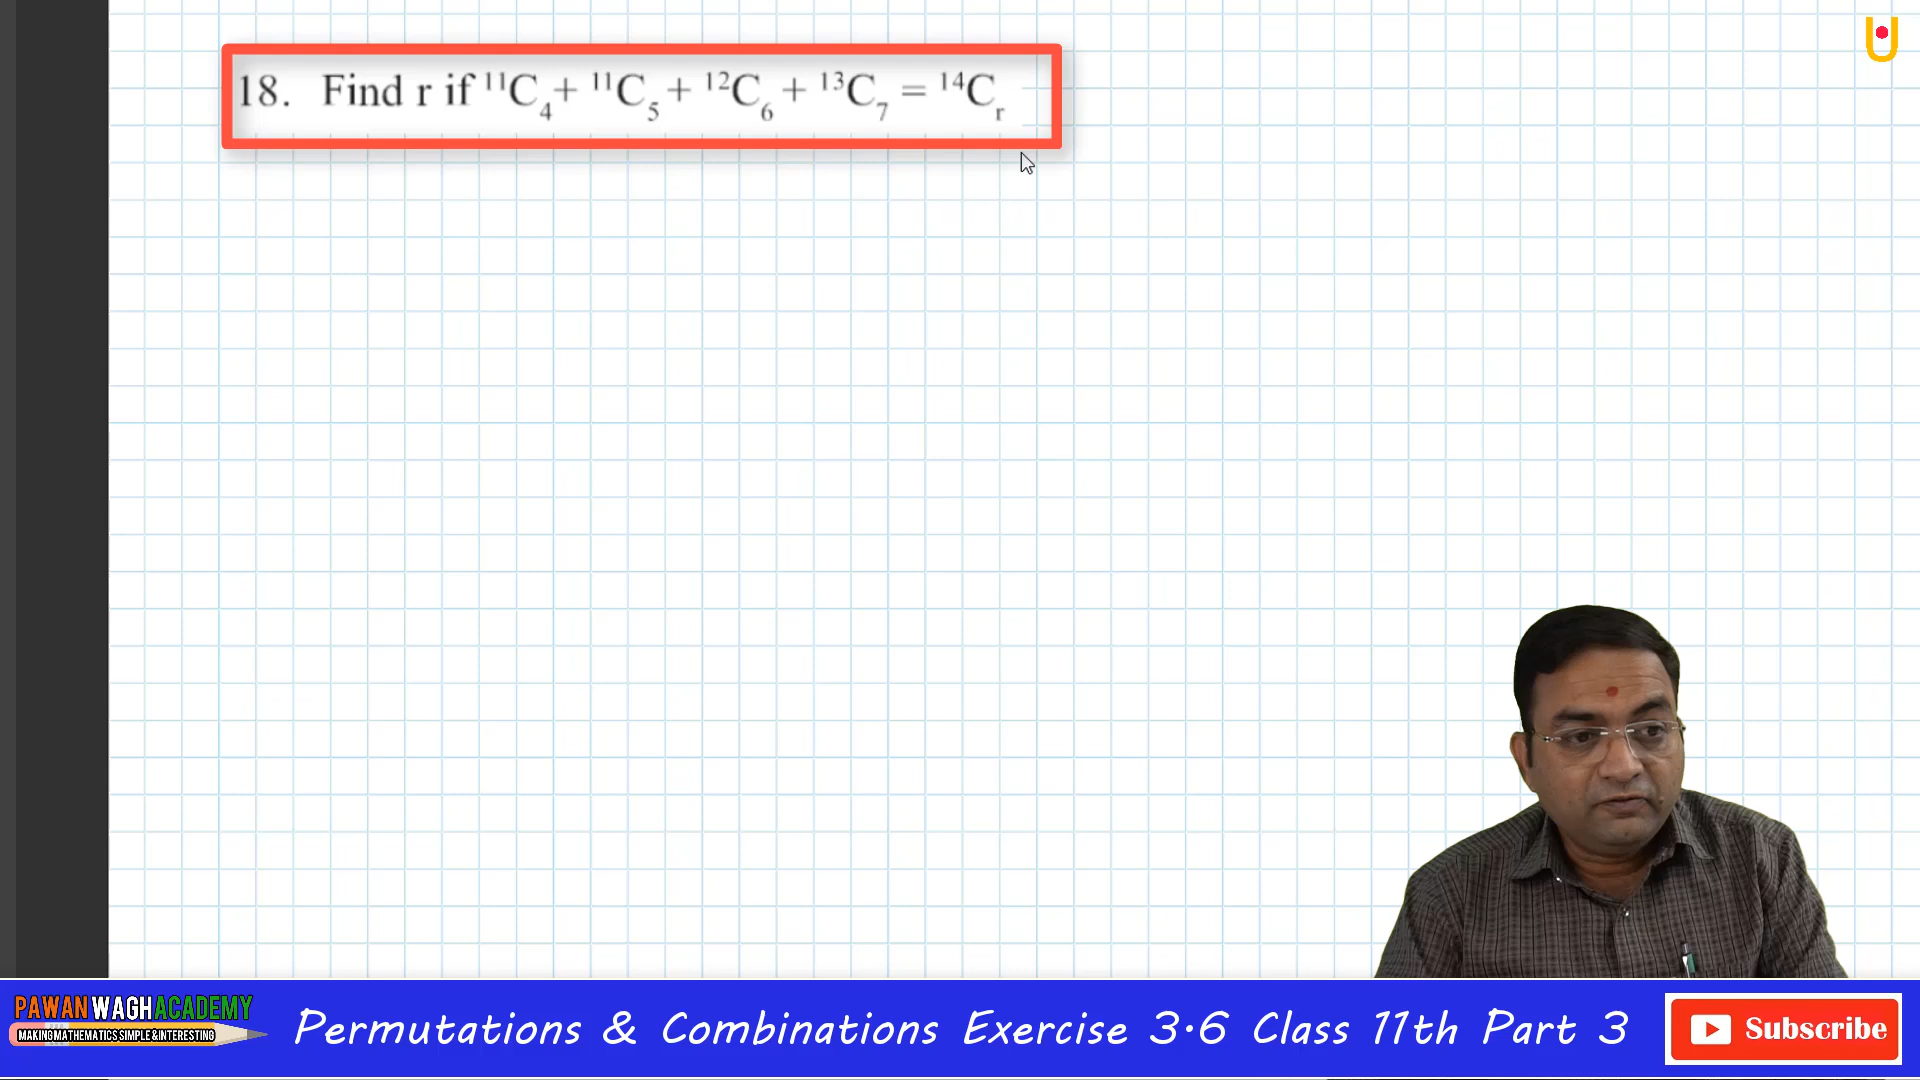 18. Find r if ¹¹C₄+ ¹¹C₅ + ¹²C₆ + ¹³C₇ = ¹⁴Cᵣ
PAWAN WAGH ACADEMY
MAKING MATHEMATICS SIMPLE & INTERESTING
Permutations & Combinations Exercise 3.6 Class 11th Part 3
Subscribe